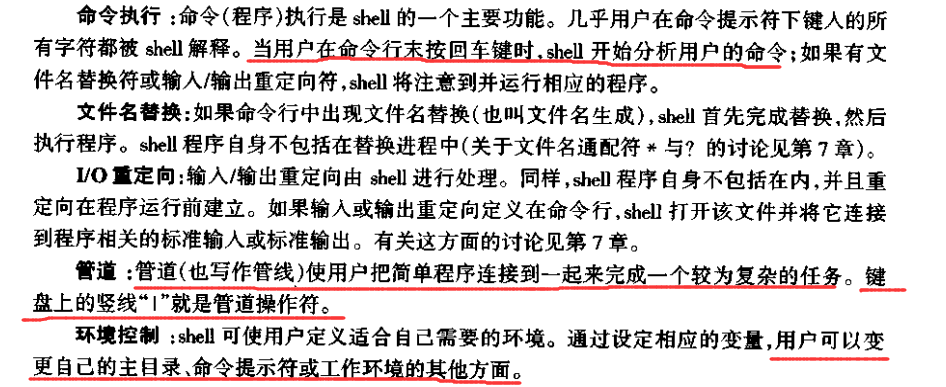 命令执行:命令(程序)执行是 shell 的一个主要功能。几乎用户在命令提示符下键人的所
有字符都被 shell 解释。当用户在命令行末按回车键时,shell 开始分析用户的命令;如果有文
件名替换符或输入/输出重定向符,shell 将注意到并运行相应的程序。
文件名替换:如果命令行中出现文件名替换(也叫文件名生成),shell 首先完成替换,然后
执行程序。shell 程序自身不包括在替换进程中(关于文件名通配符 * 与? 的讨论见第 7 章)。
I/O 重定向:输入/输出重定向由 shell 进行处理。同样,shell 程序自身不包括在内,并且重
定向在程序运行前建立。如果输入或输出重定向定义在命令行,shell 打开该文件并将它连接
到程序相关的标准输入或标准输出。有关这方面的讨论见第 7 章。
管道:管道(也写作管线)使用户把简单程序连接到一起来完成一个较为复杂的任务。键
盘上的竖线“|”就是管道操作符。
环境控制:shell 可使用户定义适合自己需要的环境。通过设定相应的变量,用户可以变
更自己的主目录、命令提示符或工作环境的其他方面。